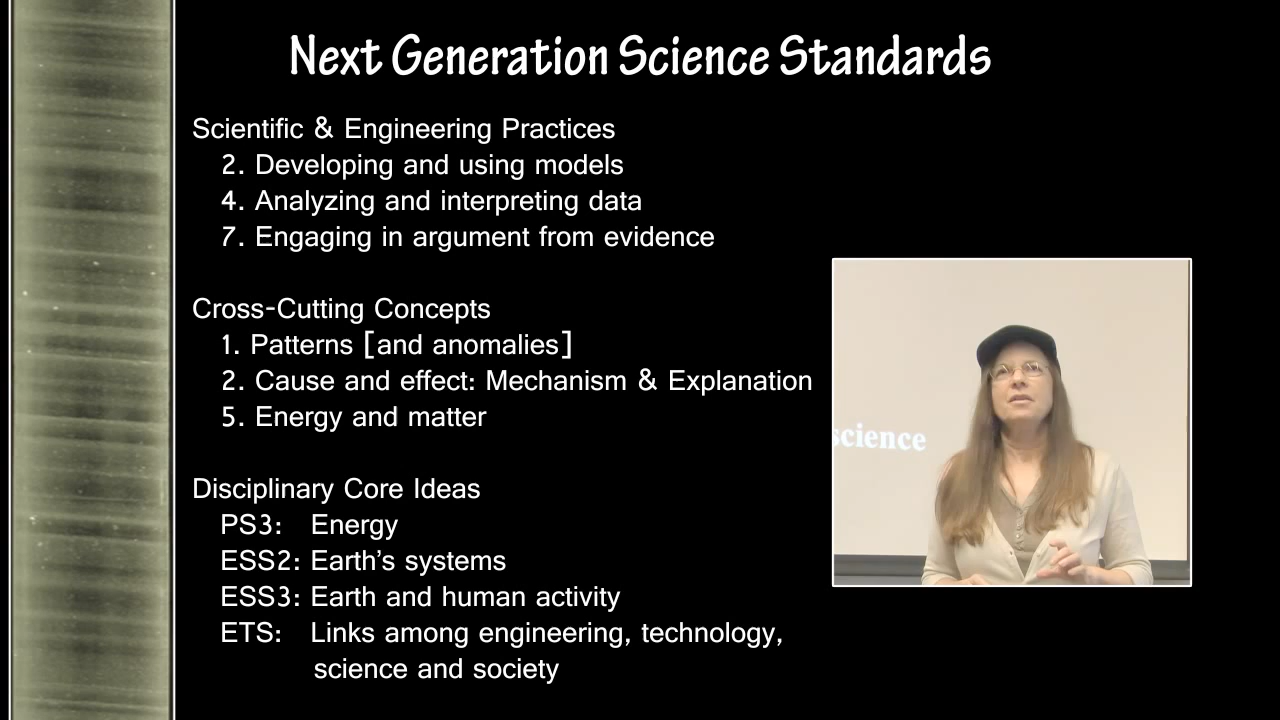 Next Generation Science Standards
Scientific & Engineering Practices
2. Developing and using models
4. Analyzing and interpreting data
7. Engaging in argument from evidence
Cross-Cutting Concepts
1. Patterns [and anomalies]
2. Cause and effect: Mechanism & Explanation
5. Energy and matter
science
Disciplinary Core Ideas
PS3: Energy
ESS2: Earth's systems
ESS3: Earth and human activity
ETS: Links among engineering, technology,
science and society